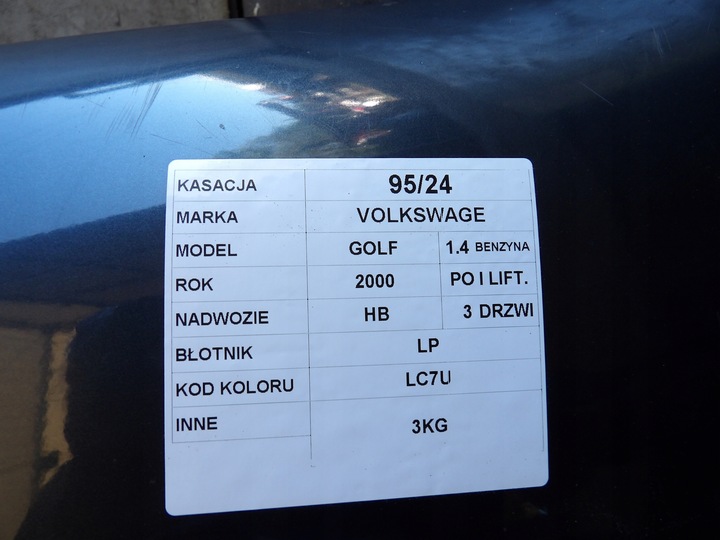 KASACJA 95/24
MARKA VOLKSWAGE
MODEL GOLF 1.4 BENZYNA
ROK 2000 PO I LIFT.
NADWOZIE HB 3 DRZWI
BŁOTNIK LP
KOD KOLORU LC7U
INNE 3KG